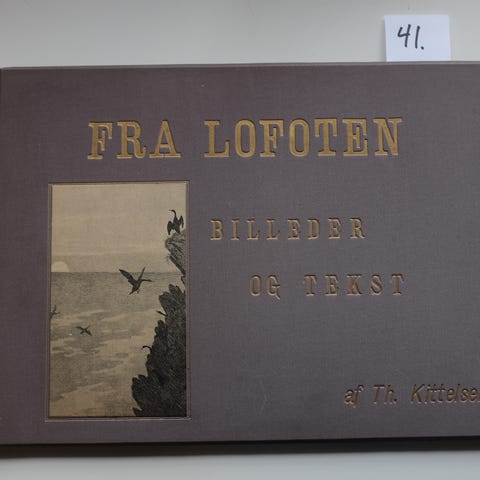 41.
FRA LOFOTEN
BILLEDER
OG TEKST
af Th. Kittelsen